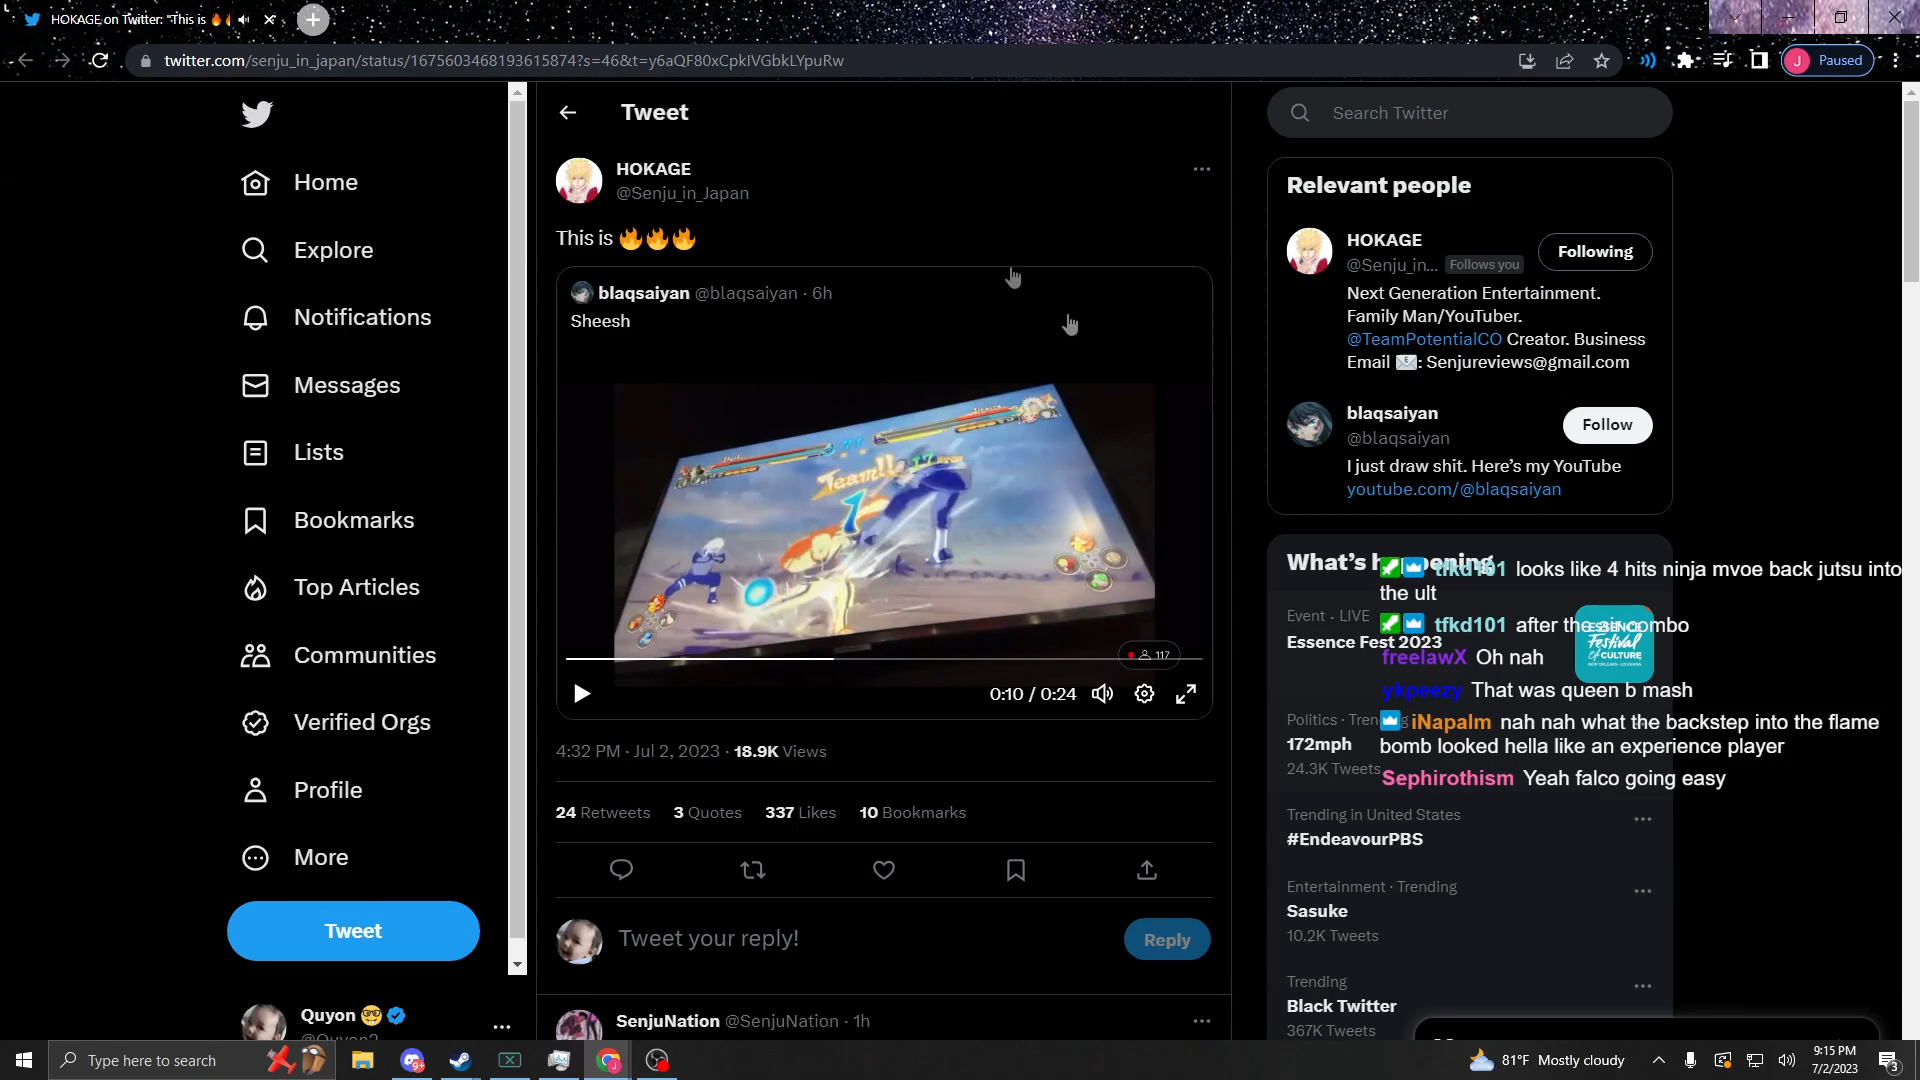 HOKAGE on Twitter: "This is 🔥
twitter.com/senju_in_japan/status/1675603468193615874?s=46&t=y6aQF80xCpkIVGbkLYpuRw
J
Paused
Home
Explore
Notifications
Messages
Lists
Bookmarks
Top Articles
Communities
Verified Orgs
Profile
More
Tweet
Quyon 🤓
Tweet
HOKAGE
@Senju_in_Japan
This is 🔥🔥🔥
blaqsaiyan @blaqsaiyan · 6h
Sheesh
Team!!
17
117
0:10 / 0:24
4:32 PM · Jul 2, 2023 · 18.9K Views
24 Retweets 3 Quotes 337 Likes 10 Bookmarks
Tweet your reply!
Reply
SenjuNation @SenjuNation · 1h
Search Twitter
Relevant people
HOKAGE
Following
@Senju_in... Follows you
Next Generation Entertainment.
Family Man/YouTuber.
@TeamPotentialCO Creator. Business
Email ✉️: Senjureviews@gmail.com
blaqsaiyan
Follow
@blaqsaiyan
I just draw shit. Here's my YouTube
youtube.com/@blaqsaiyan
What's happening
Event · LIVE
Essence Fest 2023
Festival
OF CULTURE
Politics ·
172mph
24.3K Tweets
Trending in United States
#EndeavourPBS
Entertainment · Trending
Sasuke
10.2K Tweets
Trending
Black Twitter
367K Tweets
tfkd101 looks like 4 hits ninja mvoe back jutsu into
the ult
tfkd101 after the air combo
freelawX Oh nah
ykpeezy That was queen b mash
iNapalm nah nah what the backstep into the flame
bomb looked hella like an experience player
Sephirothism Yeah falco going easy
Type here to search
9+
81°F Mostly cloudy
9:15 PM
7/2/2023
3